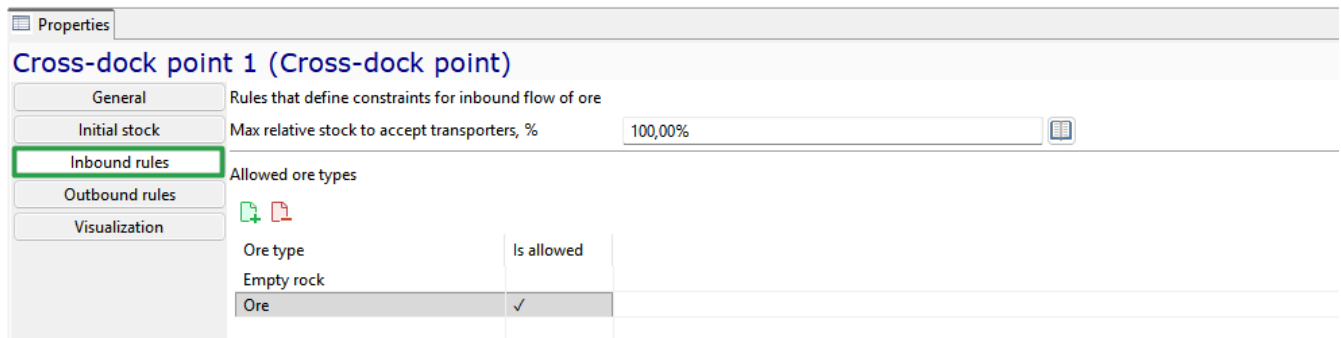 Properties
Cross-dock point 1 (Cross-dock point)
General
Initial stock
Inbound rules
Outbound rules
Visualization
Rules that define constraints for inbound flow of ore
Max relative stock to accept transporters, % 100,00%
Allowed ore types
Ore type Is allowed
Empty rock
Ore ✓